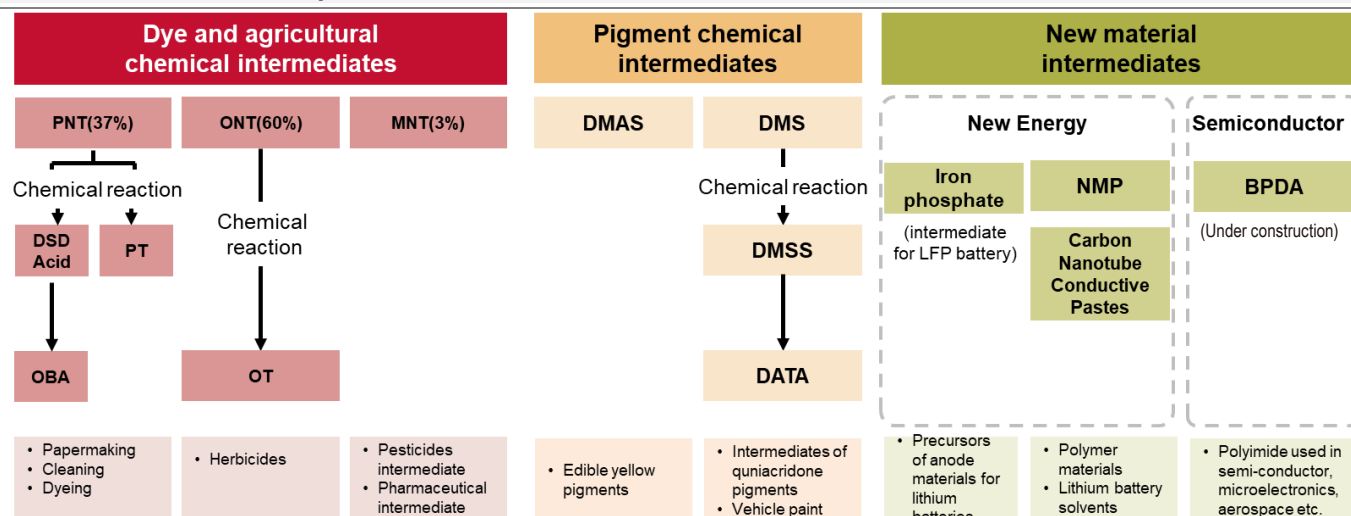 Dye and agricultural
chemical intermediates
Pigment chemical
intermediates
New material
intermediates
PNT(37%)
ONT(60%)
MNT(3%)
DMAS
DMS
New Energy
Semiconductor
Chemical reaction
Chemical
reaction
Chemical reaction
Iron
phosphate
NMP
BPDA
(intermediate
for LFP battery)
(Under construction)
DSD
Acid
PT
DMSS
Carbon
Nanotube
Conductive
Pastes
OBA
OT
DATA
• Papermaking
• Cleaning
• Dyeing
• Herbicides
• Pesticides
intermediate
• Pharmaceutical
intermediate
• Edible yellow
pigments
• Intermediates of
quniacridone
pigments
• Vehicle paint
• Precursors
of anode
materials for
lithium
batteries
• Polymer
materials
• Lithium battery
solvents
• Polyimide used in
semi-conductor,
microelectronics,
aerospace etc.